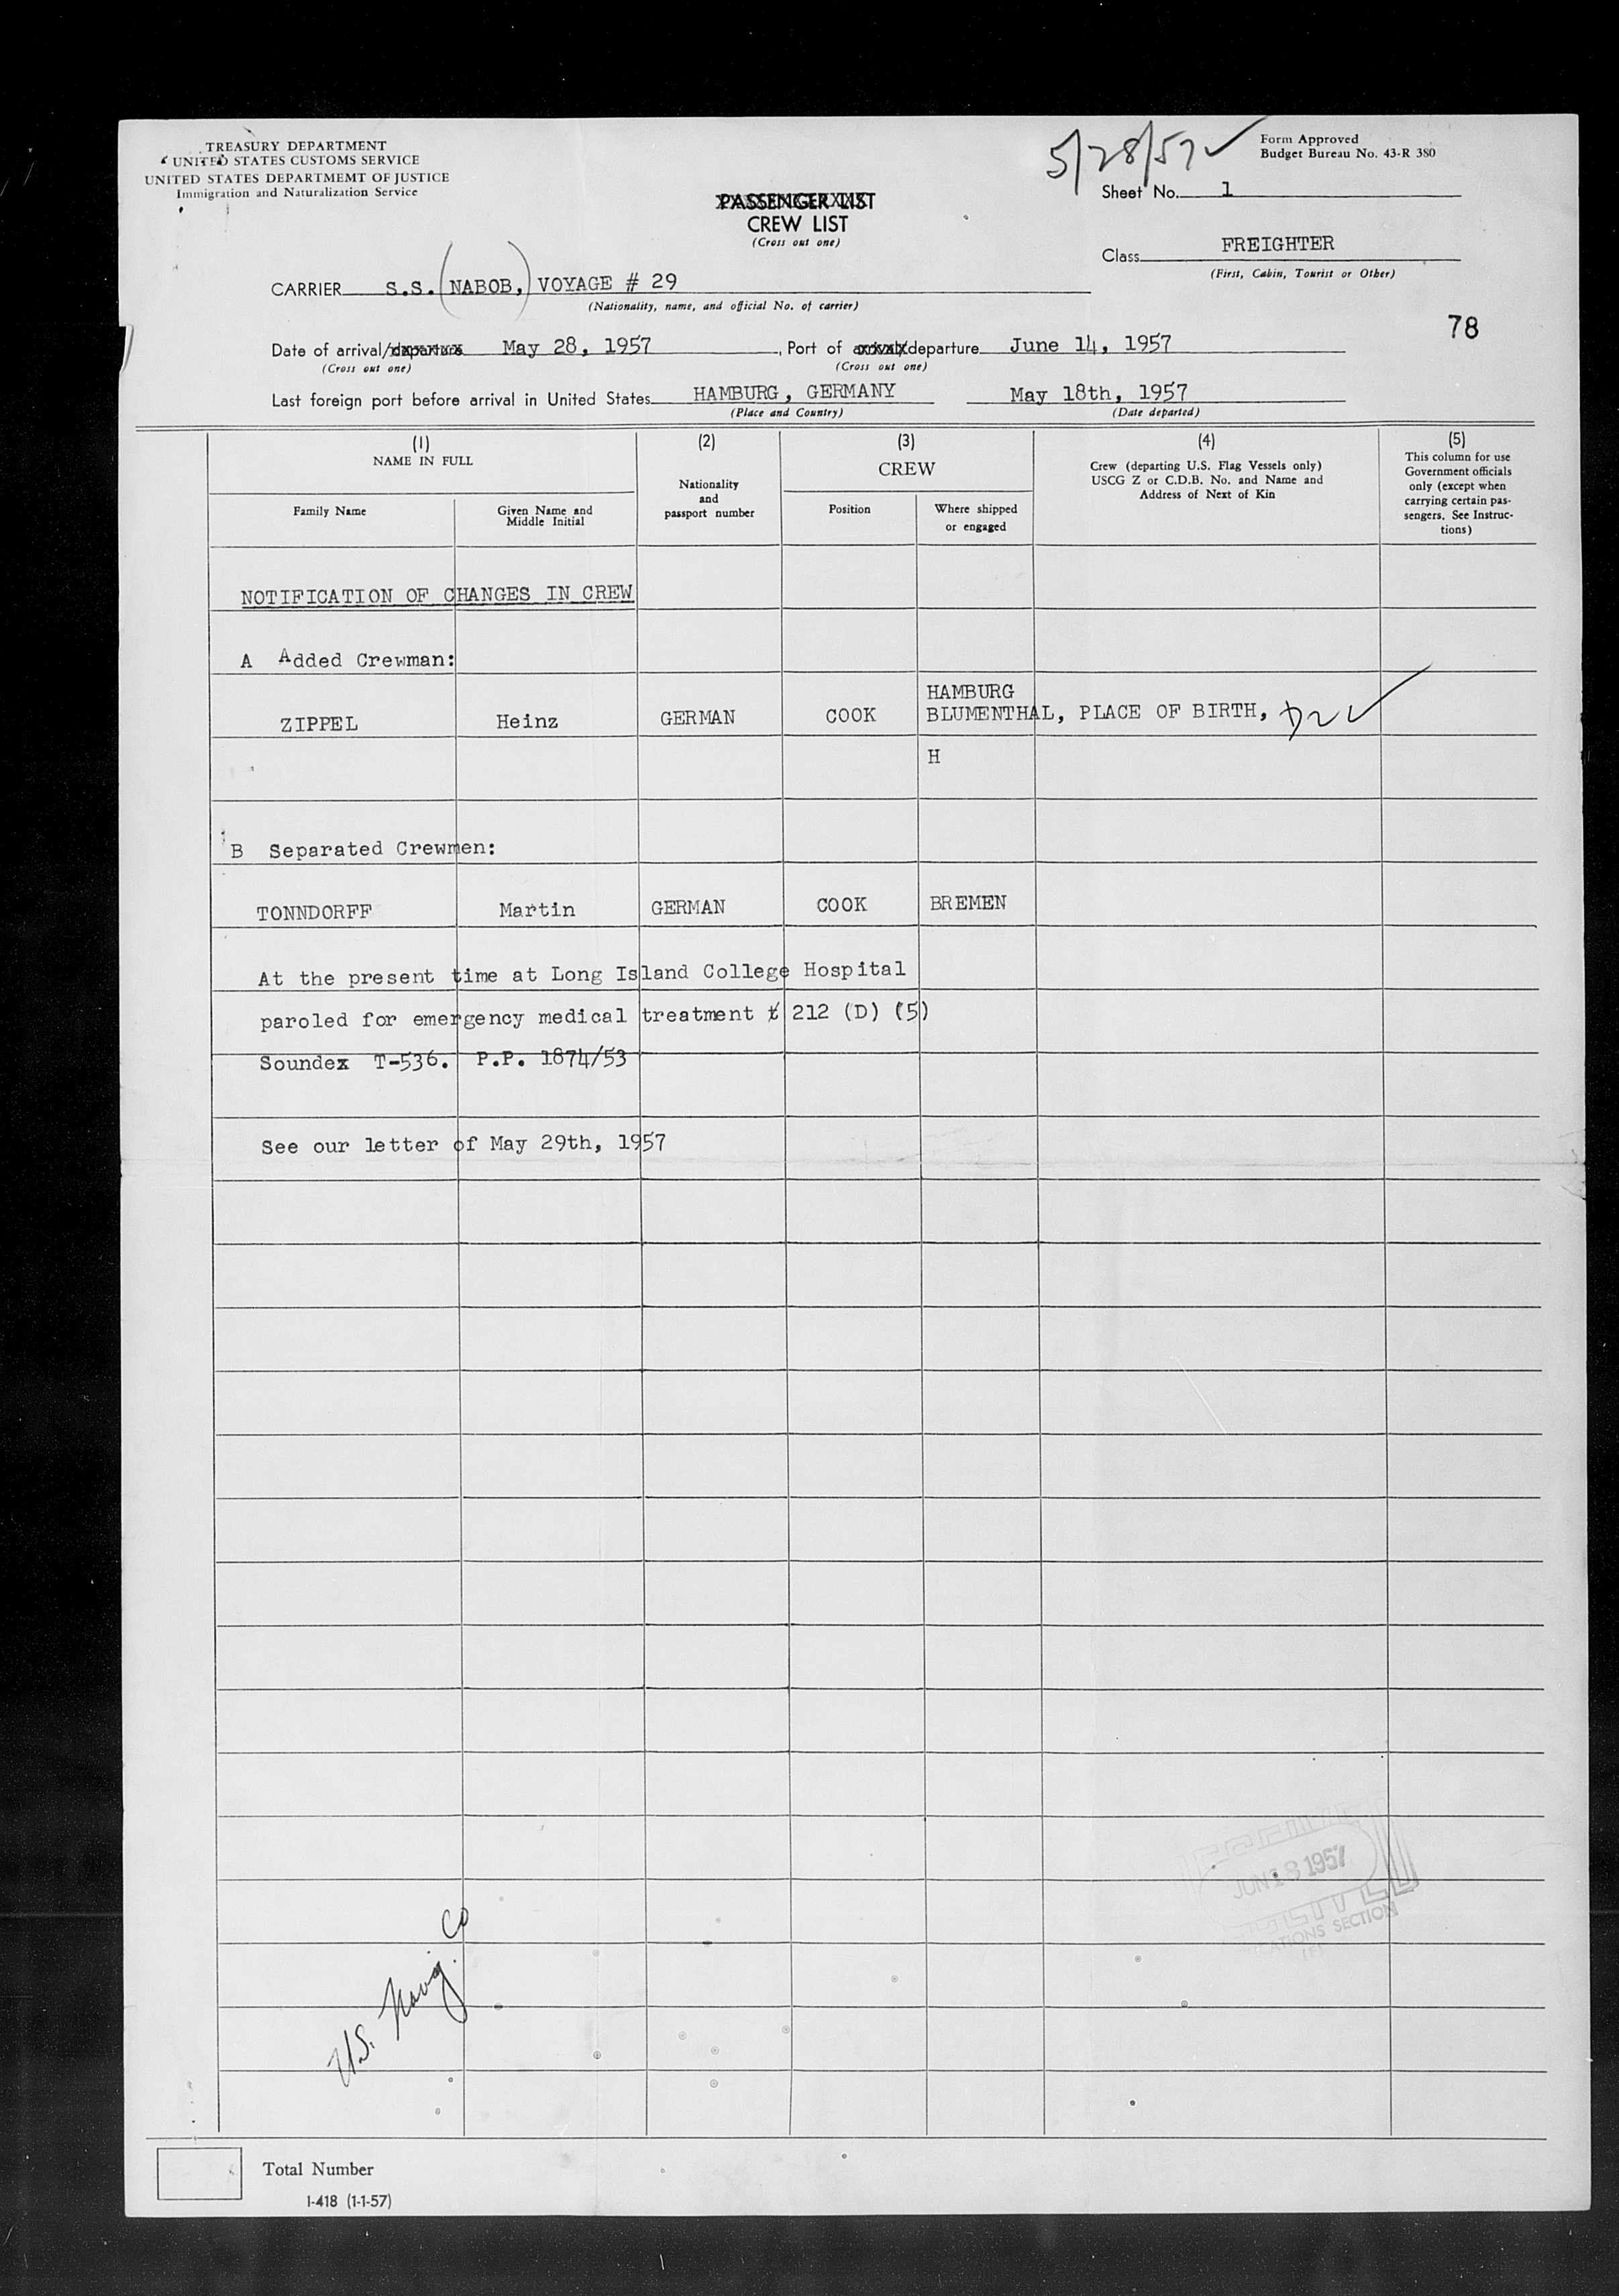 TREASURY DEPARTMENT
UNITED STATES CUSTOMS SERVICE
UNITED STATES DEPARTMEMT OF JUSTICE
Immigration and Naturalization Service
5/28/57
Form Approved
Budget Bureau No. 43-R 380
Sheet No. 1
PASSENGER LIST
CREW LIST
(Cross out one)
Class FREIGHTER
(First, Cabin, Tourist or Other)
CARRIER S.S. (NABOB,) VOYAGE # 29
(Nationality, name, and official No. of carrier)
78
Date of arrival/departure May 28, 1957, Port of arrival/departure June 14, 1957
(Cross out one) (Cross out one)
Last foreign port before arrival in United States HAMBURG, GERMANY May 18th, 1957
(Place and Country) (Date departed)
(1) (2) (3) (4) (5)
NAME IN FULL
Family Name
Given Name and
Middle Initial
Nationality
and
passport number
CREW
Position
Where shipped
or engaged
Crew (departing U.S. Flag Vessels only)
USCG Z or C.D.B. No. and Name and
Address of Next of Kin
This column for use
Government officials
only (except when
carrying certain pas-
sengers. See Instruc-
tions)
NOTIFICATION OF CHANGES IN CREW
A Added Crewman:
HAMBURG
ZIPPEL Heinz GERMAN COOK BLUMENTHAL, PLACE OF BIRTH,
H
B Separated Crewmen:
TONNDORFF Martin GERMAN COOK BREMEN
At the present time at Long Island College Hospital
paroled for emergency medical treatment 212 (D) (5)
Soundex T-536. P.P. 1874/53
See our letter of May 29th, 1957
JUN 18 1957
SECTION
U.S. Navig. Co
Total Number
I-418 (1-1-57)